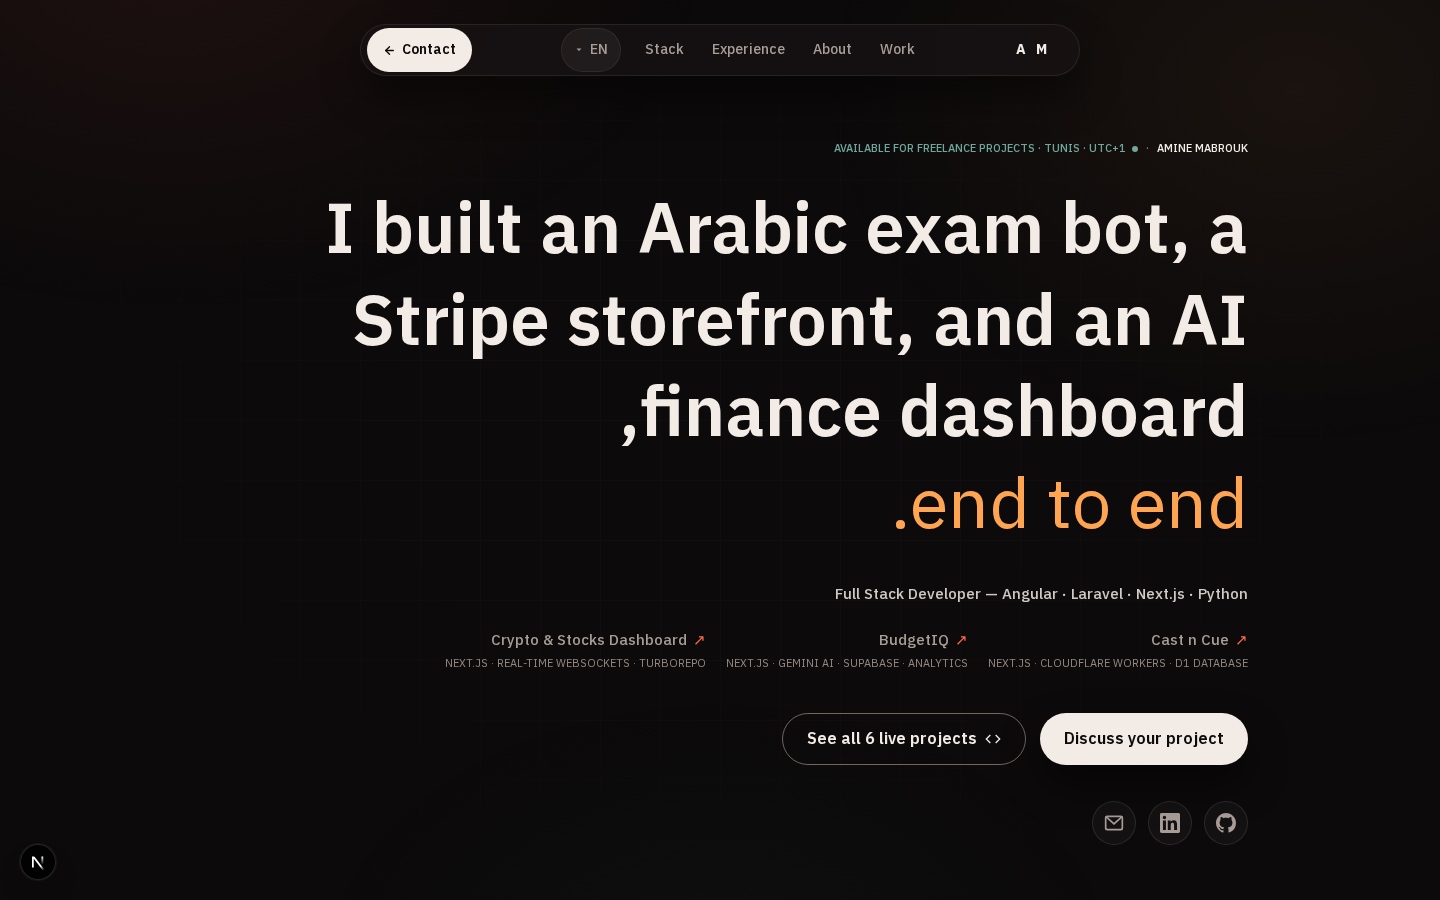 ← Contact
EN
Stack
Experience
About
Work
A M
AVAILABLE FOR FREELANCE PROJECTS · TUNIS · UTC+1 · AMINE MABROUK
I built an Arabic exam bot, a
Stripe storefront, and an AI
,finance dashboard
.end to end
Full Stack Developer — Angular · Laravel · Next.js · Python
Crypto & Stocks Dashboard ↗
NEXT.JS · REAL-TIME WEBSOCKETS · TURBOREPO
BudgetIQ ↗
NEXT.JS · GEMINI AI · SUPABASE · ANALYTICS
Cast n Cue ↗
NEXT.JS · CLOUDFLARE WORKERS · D1 DATABASE
See all 6 live projects <>
Discuss your project
in
N